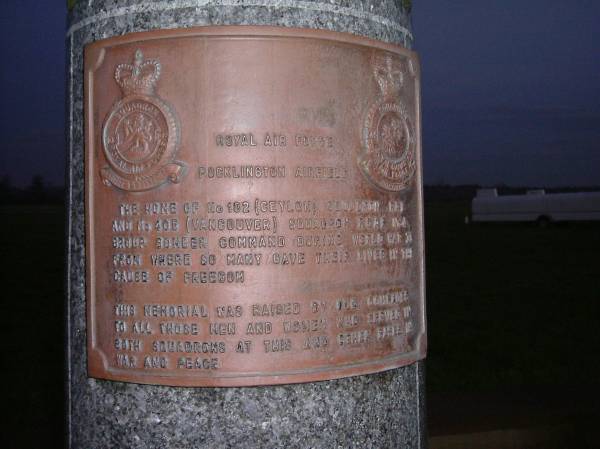 ROYAL AIR FORCE
POCKLINGTON AIRFIELD
THE HOME OF No 102 (CEYLON) SQUADRON RAF
AND No 405 (VANCOUVER) SQUADRON RCAF IN 4
GROUP BOMBER COMMAND DURING WORLD WAR II
FROM WHERE SO MANY GAVE THEIR LIVES IN THE
CAUSE OF FREEDOM
THIS MEMORIAL WAS RAISED BY OLD COMRADES
TO ALL THOSE MEN AND WOMEN WHO SERVED IN
BOTH SQUADRONS AT THIS AND OTHER BASES IN
WAR AND PEACE